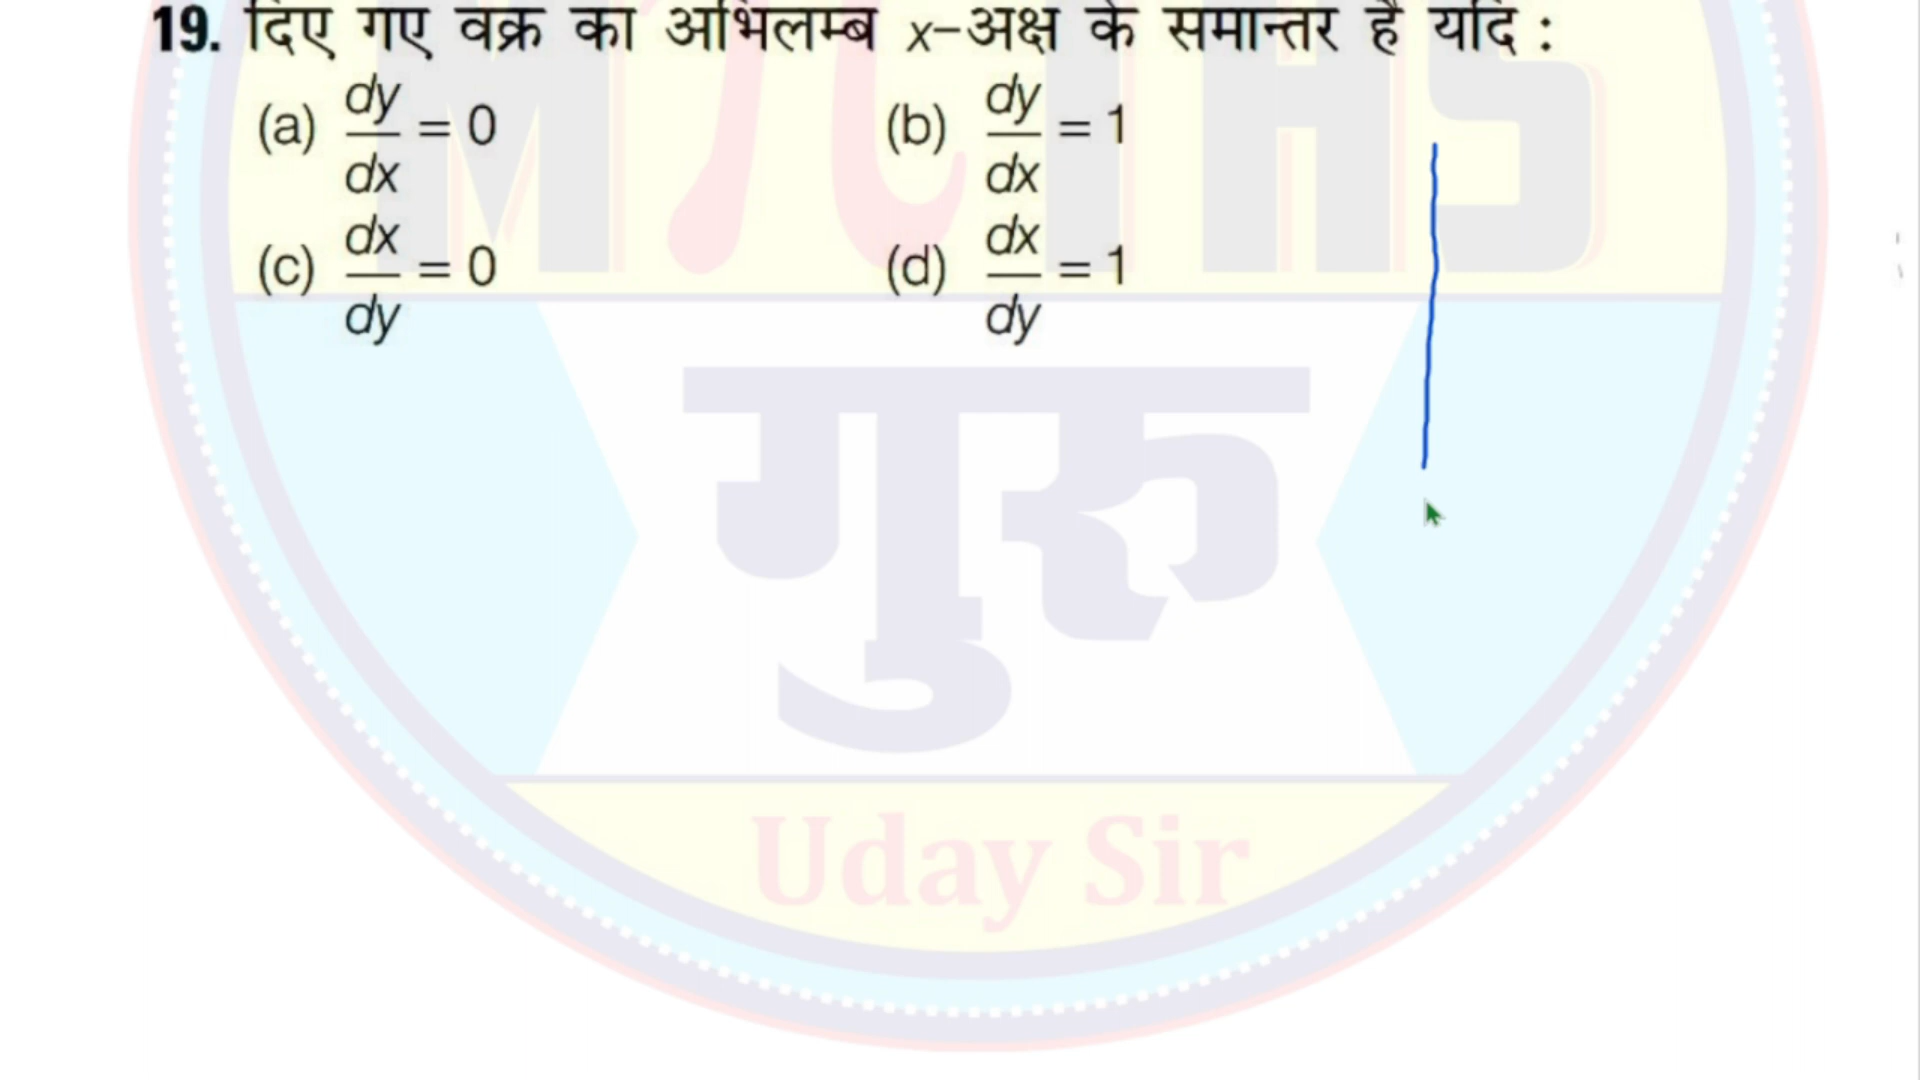 19. दिए गए वक्र का अभिलम्ब x-अक्ष के समान्तर है यदि :
(a) dy/dx = 0 (b) dy/dx = 1
(c) dx/dy = 0 (d) dx/dy = 1
MπTHS
गुरु
Uday Sir